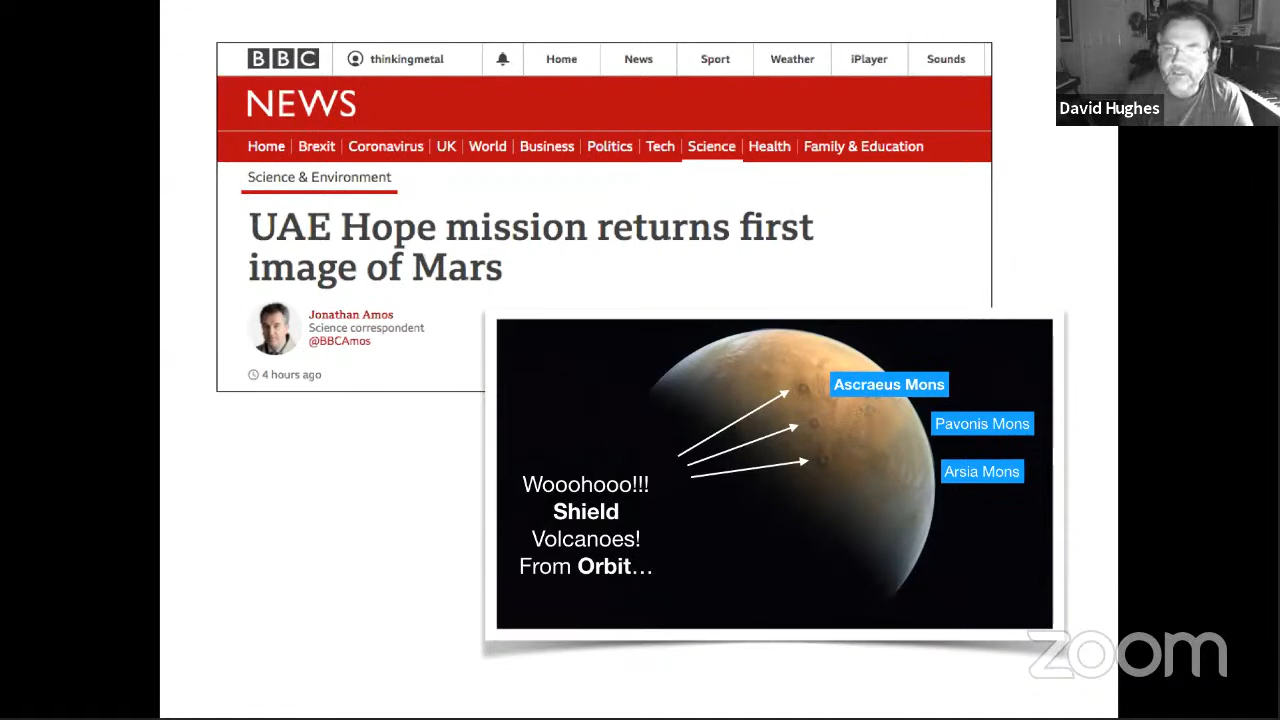 BBC
thinkingmetal
Home
News
Sport
Weather
iPlayer
Sounds
NEWS
Home
Brexit
Coronavirus
UK
World
Business
Politics
Tech
Science
Health
Family & Education
Science & Environment
UAE Hope mission returns first
image of Mars
Jonathan Amos
Science correspondent
@BBCAmos
4 hours ago
Ascraeus Mons
Pavonis Mons
Arsia Mons
Wooohooo!!!
Shield
Volcanoes!
From Orbit…
David Hughes
zoom